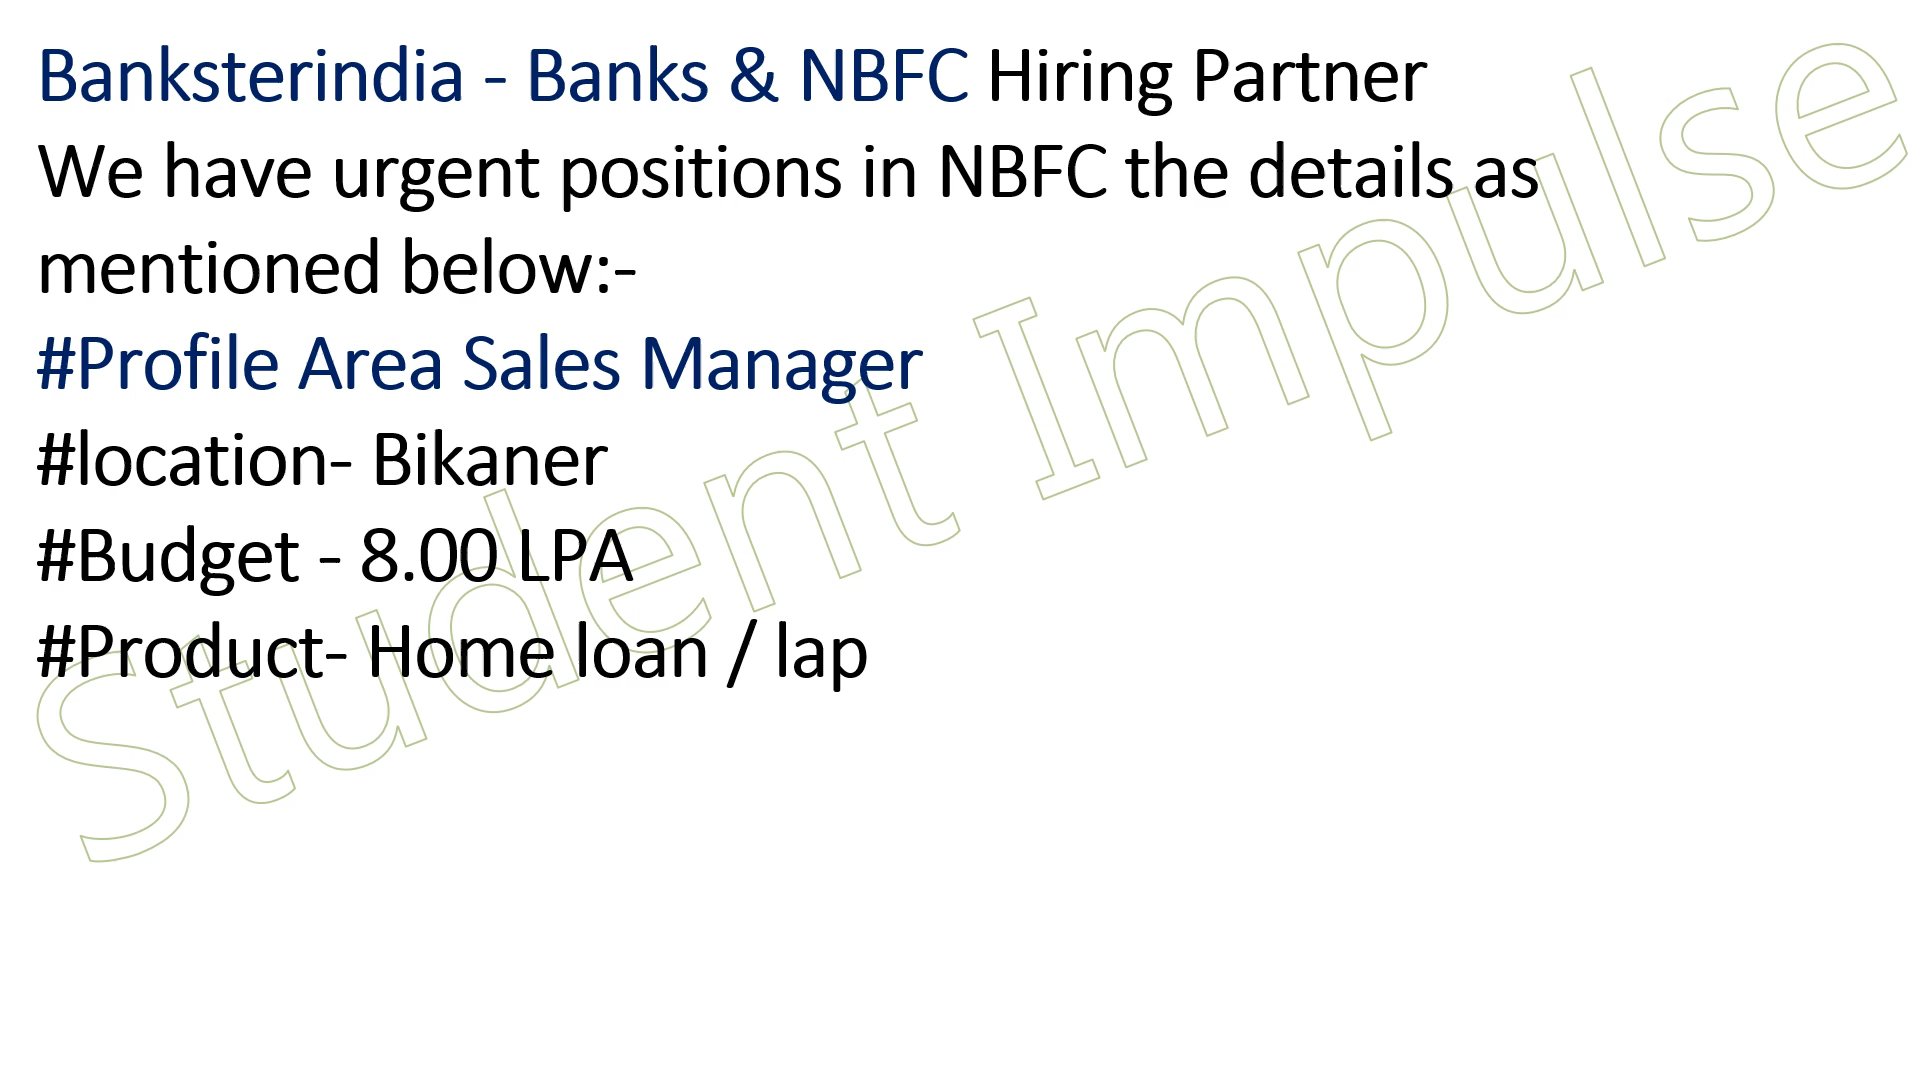 Banksterindia - Banks & NBFC Hiring Partner
We have urgent positions in NBFC the details as
mentioned below:-
#Profile Area Sales Manager
#location- Bikaner
#Budget - 8.00 LPA
#Product- Home loan / lap
Student Impulse